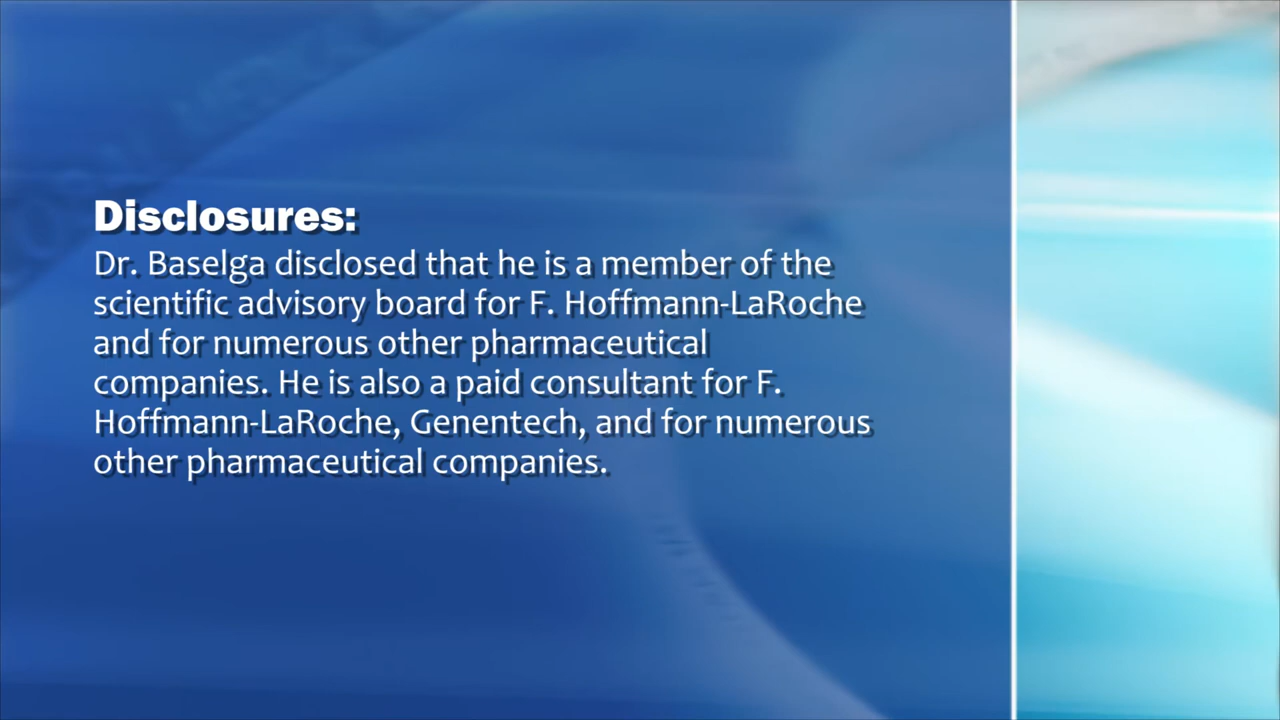 Disclosures:
Dr. Baselga disclosed that he is a member of the
scientific advisory board for F. Hoffmann-LaRoche
and for numerous other pharmaceutical
companies. He is also a paid consultant for F.
Hoffmann-LaRoche, Genentech, and for numerous
other pharmaceutical companies.